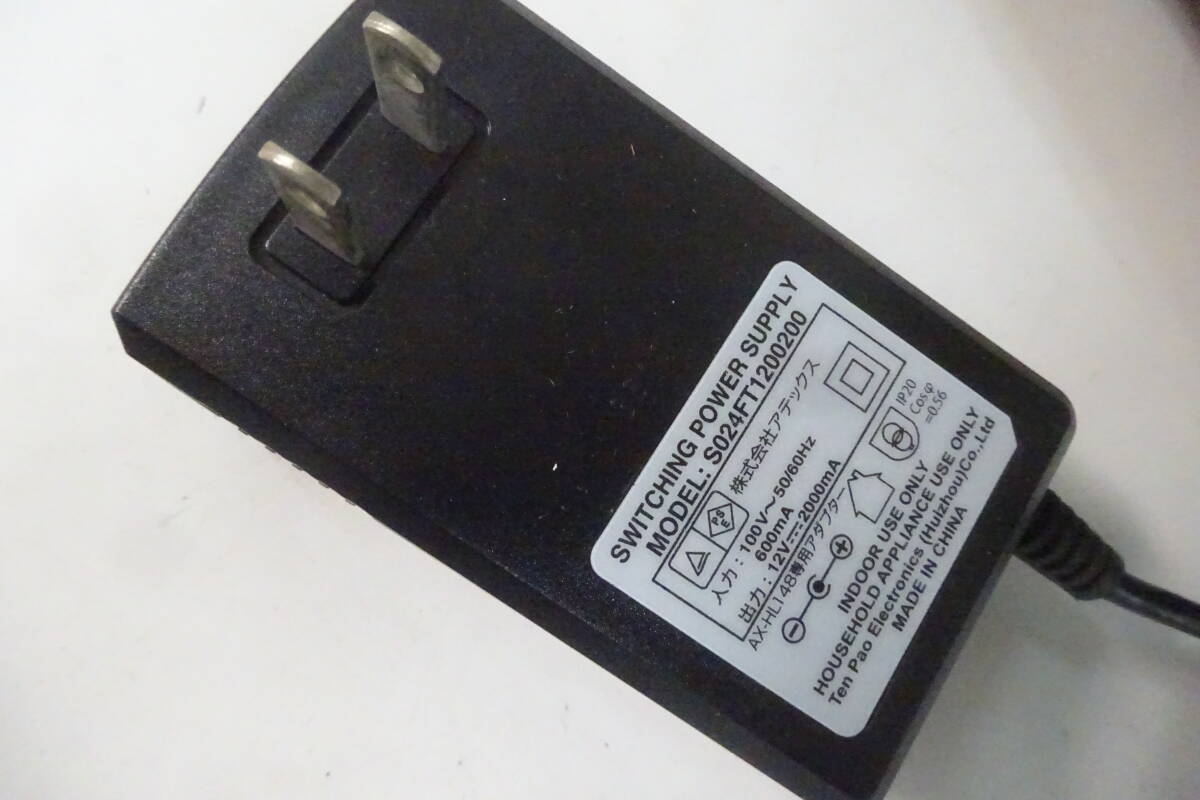 SWITCHING POWER SUPPLY
MODEL: S024FT1200200
PSE 株式会社アテックス
入力 : 100V～50/60Hz
600mA
出力 : 12V⎓2000mA
AX-HL148専用アダプター
IP20
Cosφ
=0.56
INDOOR USE ONLY
HOUSEHOLD APPLIANCE USE ONLY
Ten Pao Electronics (Huizhou)Co.,Ltd
MADE IN CHINA